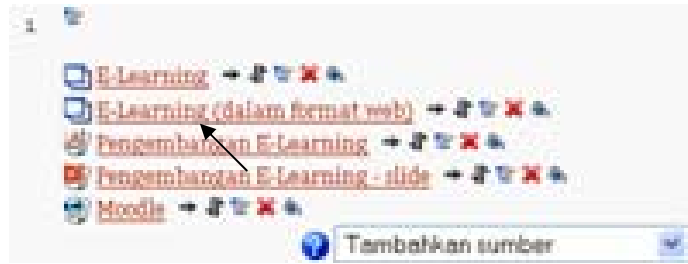 1
E-Learning
E-Learning (dalam format web)
Pengembangan E-Learning
Pengembangan E-Learning - slide
Moodle
Tambahkan sumber